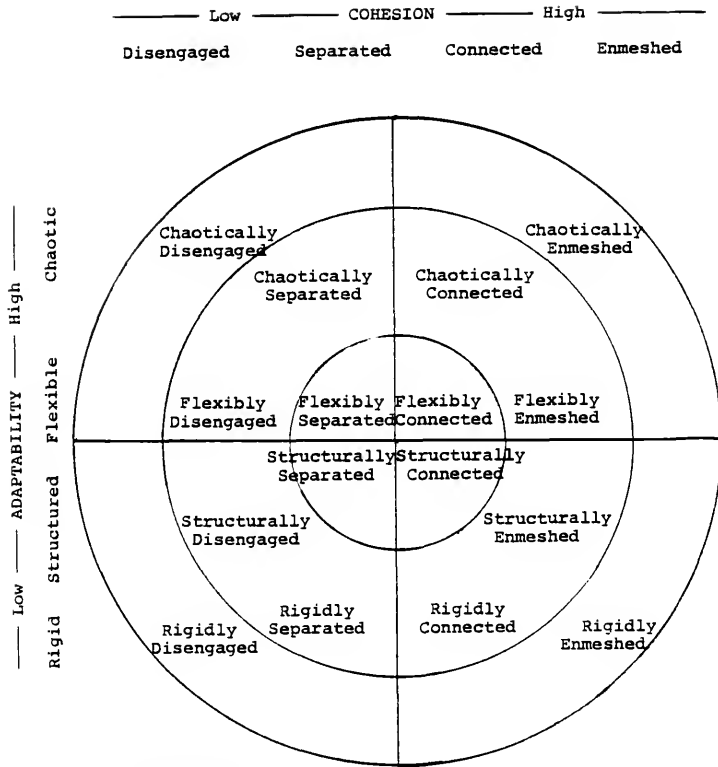 Low COHESION High
Disengaged Separated Connected Enmeshed
High
Chaotic
Flexible
ADAPTABILITY
Structured
Low
Rigid
Chaotically
Disengaged
Chaotically
Enmeshed
Chaotically
Separated
Chaotically
Connected
Flexibly
Disengaged
Flexibly
Separated
Flexibly
Connected
Flexibly
Enmeshed
Structurally
Separated
Structurally
Connected
Structurally
Disengaged
Structurally
Enmeshed
Rigidly
Separated
Rigidly
Connected
Rigidly
Disengaged
Rigidly
Enmeshed